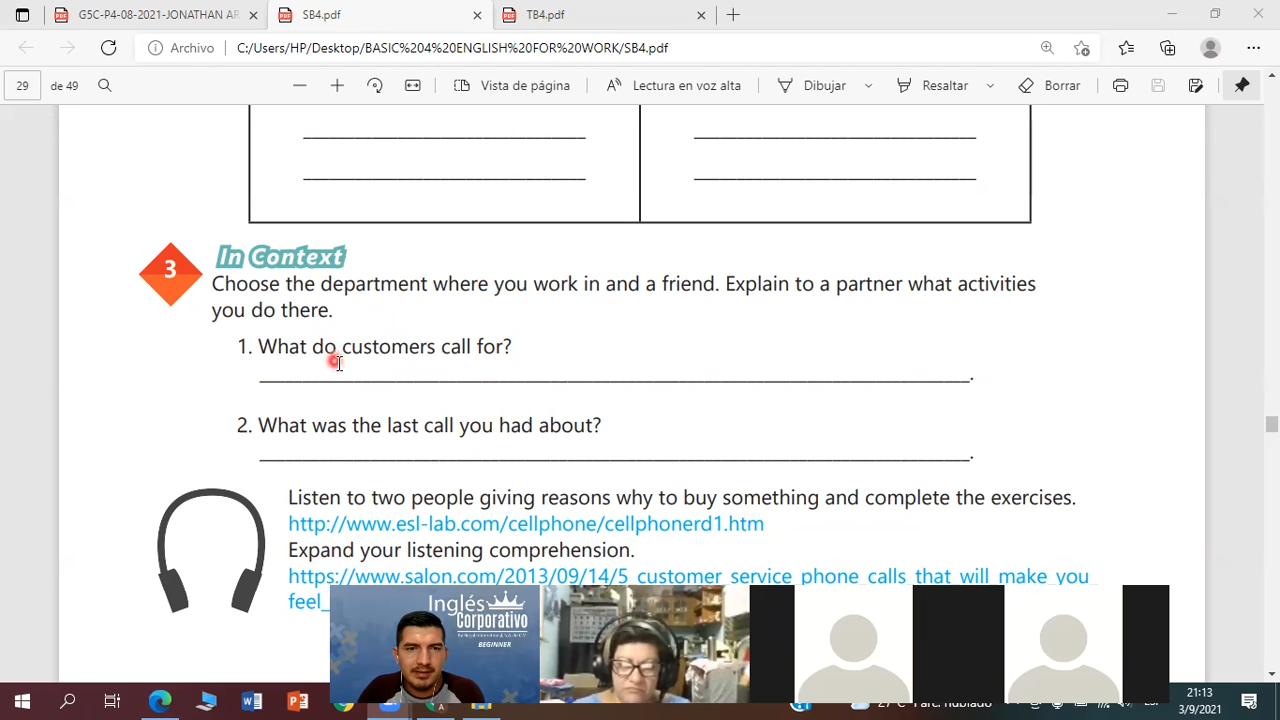 G5C-P4-08-2021-JONATHAN AR
SB4.pdf
TB4.pdf
Archivo
C:/Users/HP/Desktop/BASIC%204%20ENGLISH%20FOR%20WORK/SB4.pdf
29
de 49
Vista de página
Lectura en voz alta
Dibujar
Resaltar
Borrar
3
In Context
Choose the department where you work in and a friend. Explain to a partner what activities
you do there.
1. What do customers call for?
2. What was the last call you had about?
Listen to two people giving reasons why to buy something and complete the exercises.
http://www.esl-lab.com/cellphone/cellphonerd1.htm
Expand your listening comprehension.
https://www.salon.com/2013/09/14/5_customer_service_phone_calls_that_will_make_you
feel_
Inglés
Corporativo
BEGINNER
21:13
3/9/2021